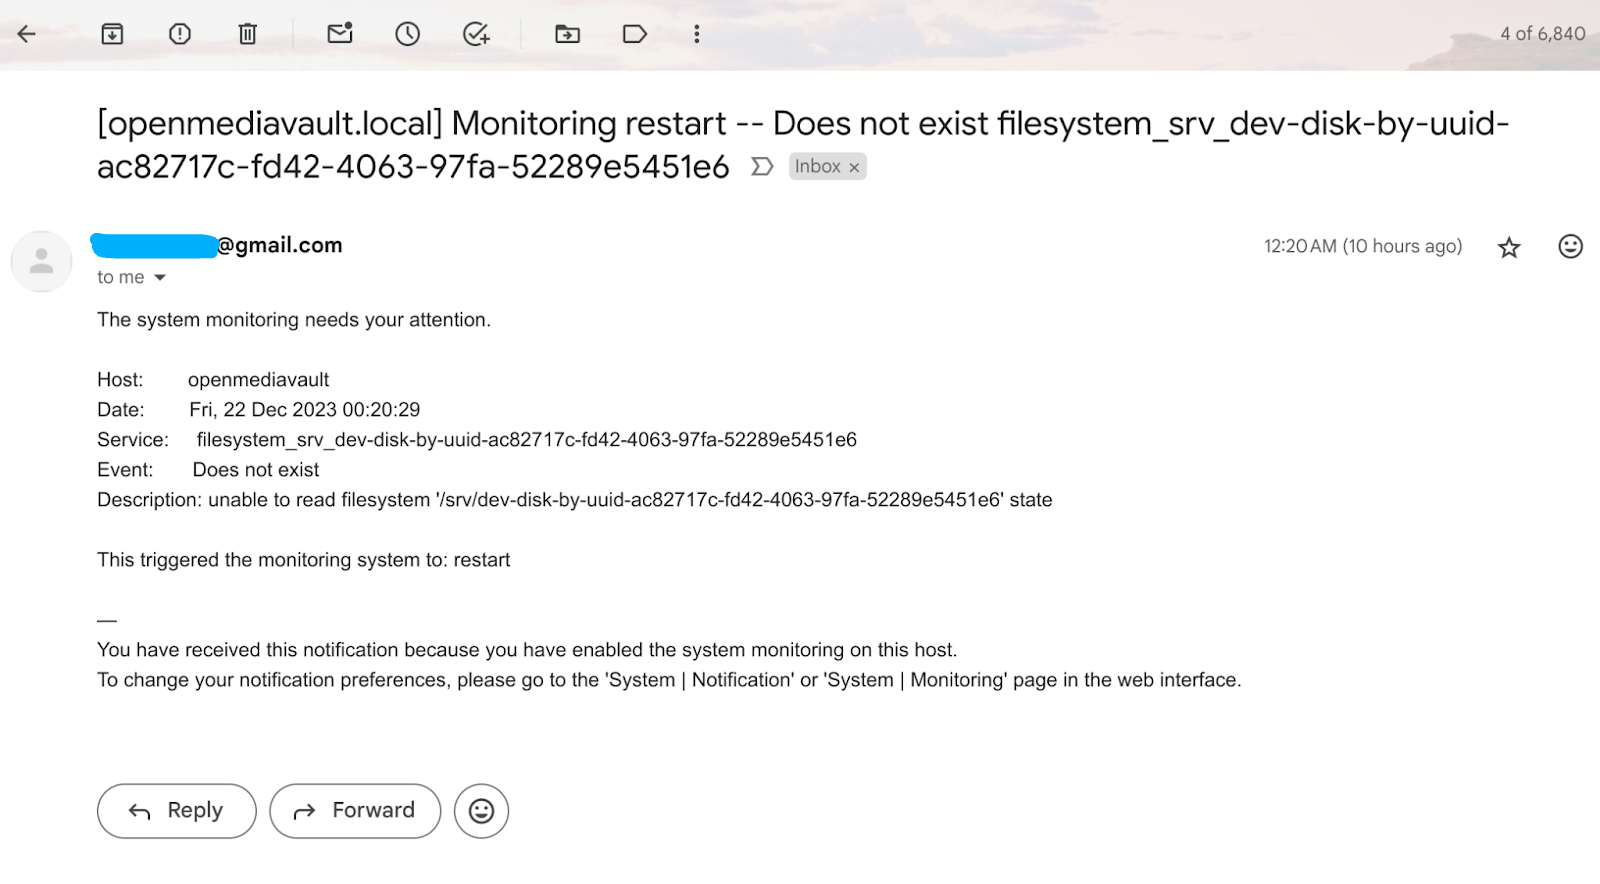 4 of 6,840
[openmediavault.local] Monitoring restart -- Does not exist filesystem_srv_dev-disk-by-uuid-
ac82717c-fd42-4063-97fa-52289e5451e6 Inbox ×
@gmail.com 12:20 AM (10 hours ago)
to me
The system monitoring needs your attention.
Host: openmediavault
Date: Fri, 22 Dec 2023 00:20:29
Service: filesystem_srv_dev-disk-by-uuid-ac82717c-fd42-4063-97fa-52289e5451e6
Event: Does not exist
Description: unable to read filesystem '/srv/dev-disk-by-uuid-ac82717c-fd42-4063-97fa-52289e5451e6' state
This triggered the monitoring system to: restart
—
You have received this notification because you have enabled the system monitoring on this host.
To change your notification preferences, please go to the 'System | Notification' or 'System | Monitoring' page in the web interface.
Reply Forward